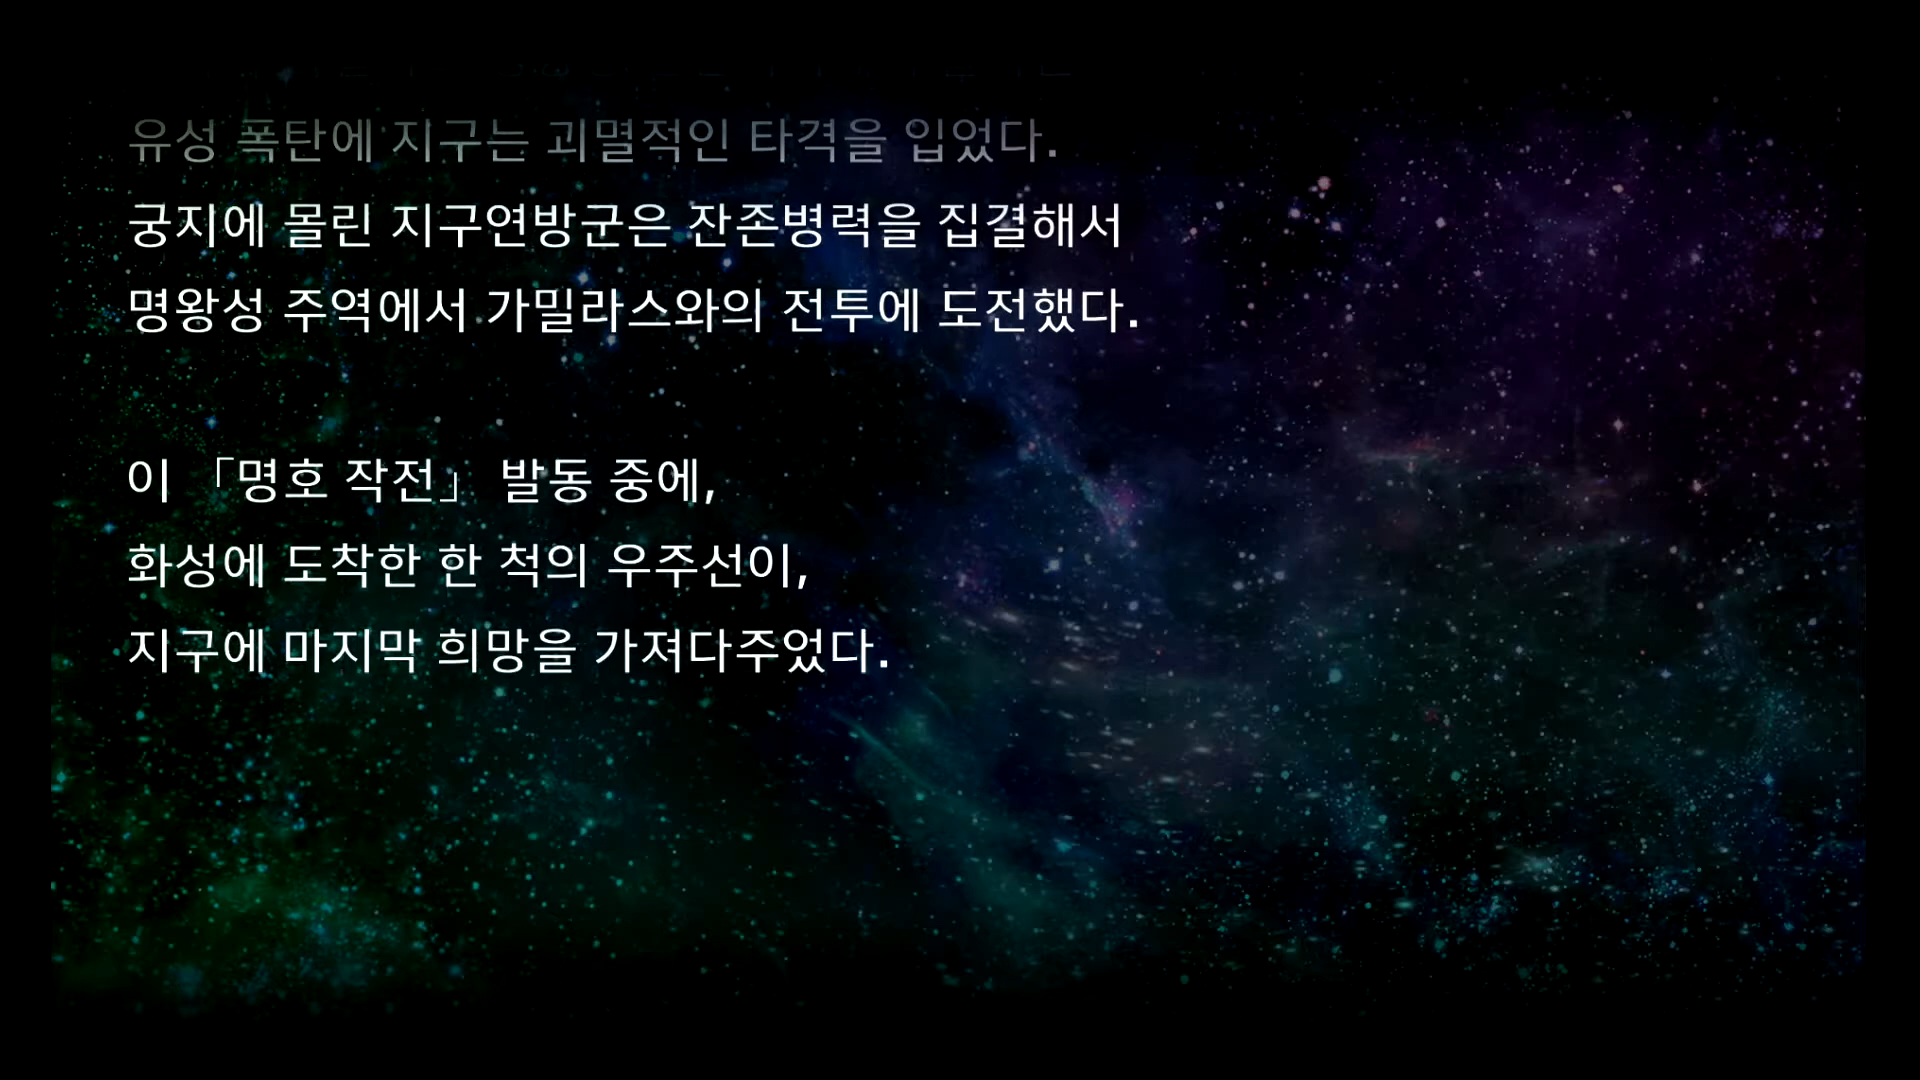 유성 폭탄에 지구는 괴멸적인 타격을 입었다.
궁지에 몰린 지구연방군은 잔존병력을 집결해서
명왕성 주역에서 가밀라스와의 전투에 도전했다.
이 「명호 작전」 발동 중에,
화성에 도착한 한 척의 우주선이,
지구에 마지막 희망을 가져다주었다.